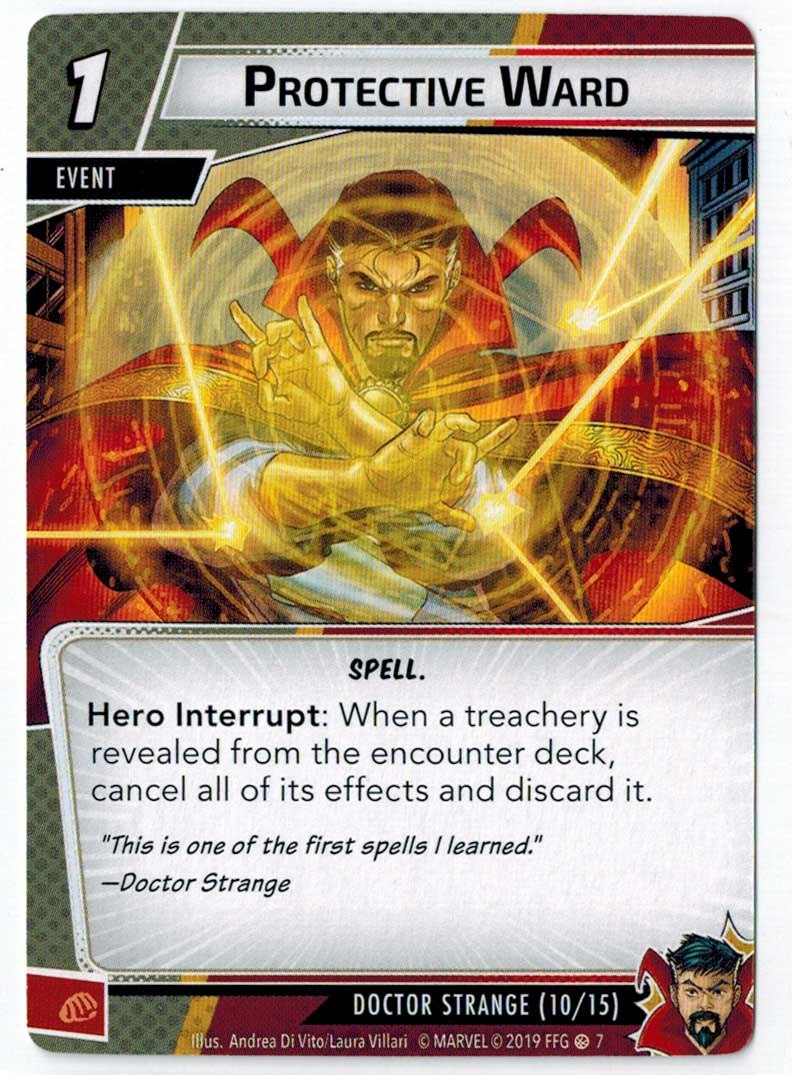 1
PROTECTIVE WARD
EVENT
SPELL.
Hero Interrupt: When a treachery is
revealed from the encounter deck,
cancel all of its effects and discard it.
"This is one of the first spells I learned."
—Doctor Strange
DOCTOR STRANGE (10/15)
Illus. Andrea Di Vito/Laura Villari © MARVEL © 2019 FFG 7